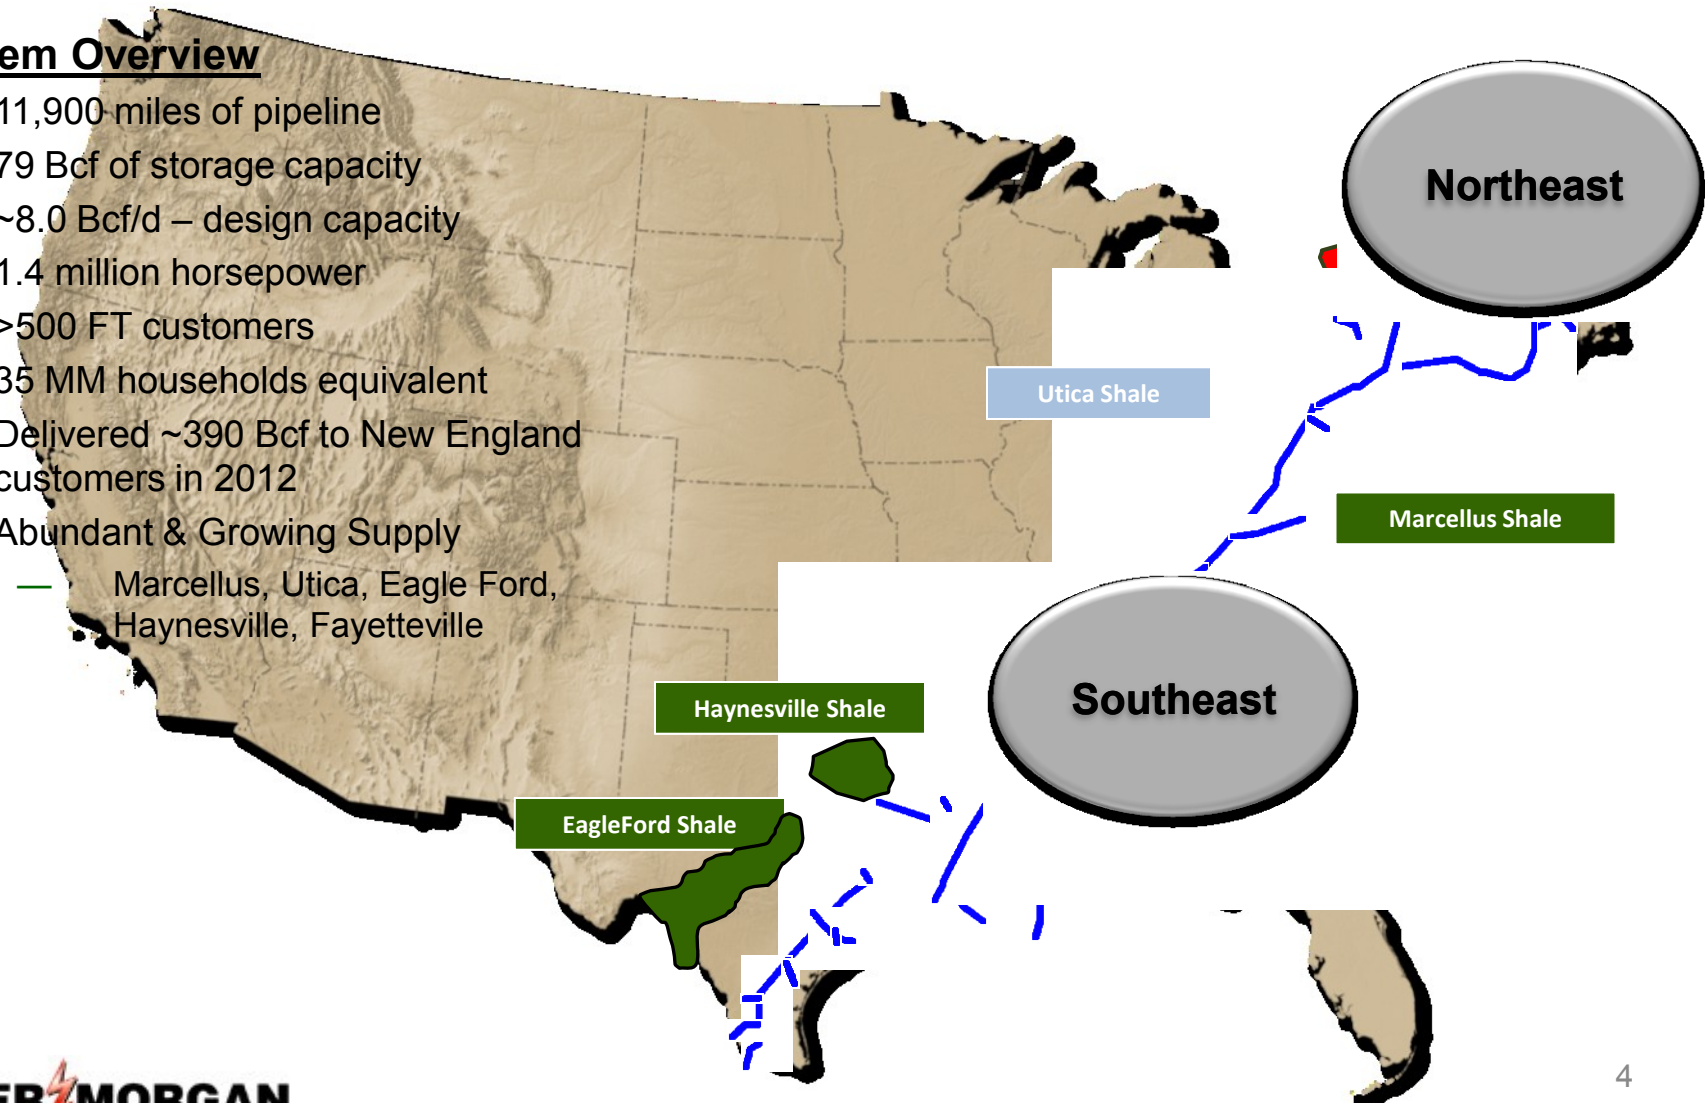 em Overview
11,900 miles of pipeline
79 Bcf of storage capacity
~8.0 Bcf/d – design capacity
1.4 million horsepower
>500 FT customers
35 MM households equivalent
Delivered ~390 Bcf to New England
customers in 2012
Abundant & Growing Supply
— Marcellus, Utica, Eagle Ford,
Haynesville, Fayetteville
Northeast
Utica Shale
Marcellus Shale
Southeast
Haynesville Shale
EagleFord Shale
ER MORGAN
4